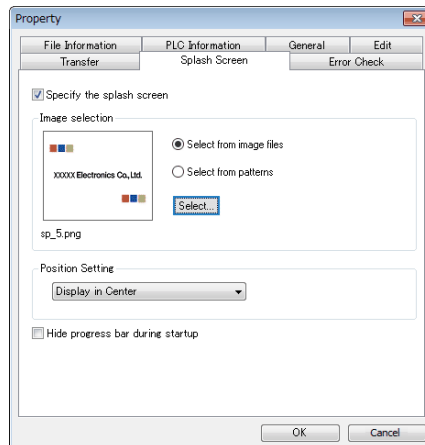 Property
File Information PLC Information General Edit
Transfer Splash Screen Error Check
Specify the splash screen
Image selection
XXXXX Electronics Co., Ltd.
Select from image files
Select from patterns
Select...
sp_5.png
Position Setting
Display in Center
Hide progress bar during startup
OK Cancel